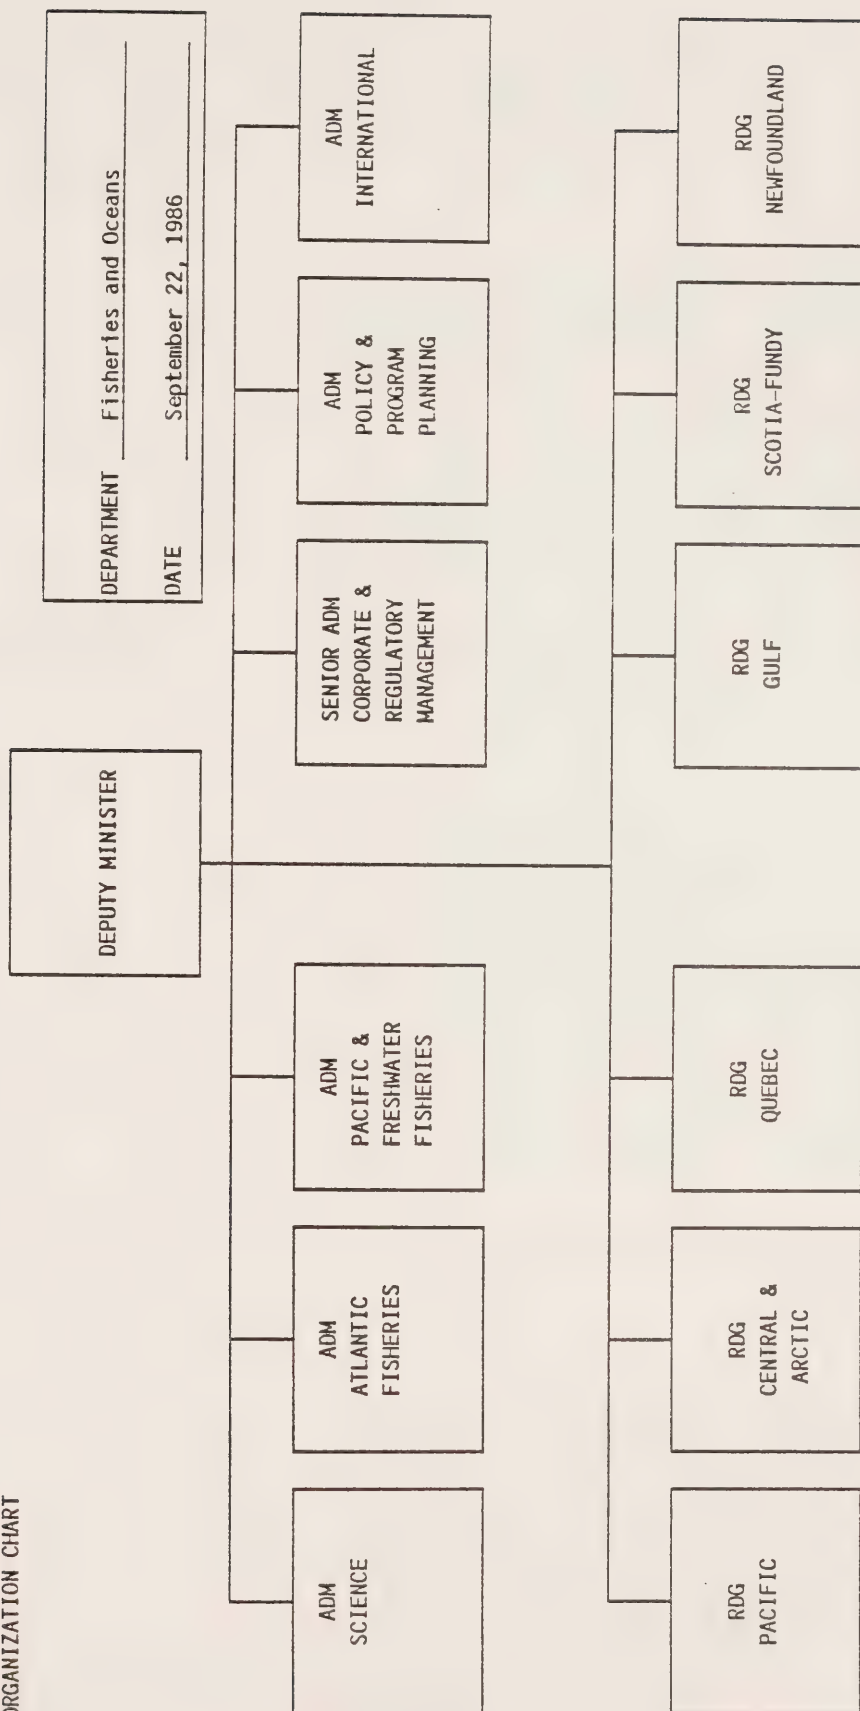 ORGANIZATION CHART
DEPARTMENT Fisheries and Oceans
DATE September 22, 1986
DEPUTY MINISTER
ADM
SCIENCE
ADM
ATLANTIC
FISHERIES
ADM
PACIFIC &
FRESHWATER
FISHERIES
SENIOR ADM
CORPORATE &
REGULATORY
MANAGEMENT
ADM
POLICY &
PROGRAM
PLANNING
ADM
INTERNATIONAL
RDG
PACIFIC
RDG
CENTRAL &
ARCTIC
RDG
QUEBEC
RDG
GULF
RDG
SCOTIA-FUNDY
RDG
NEWFOUNDLAND